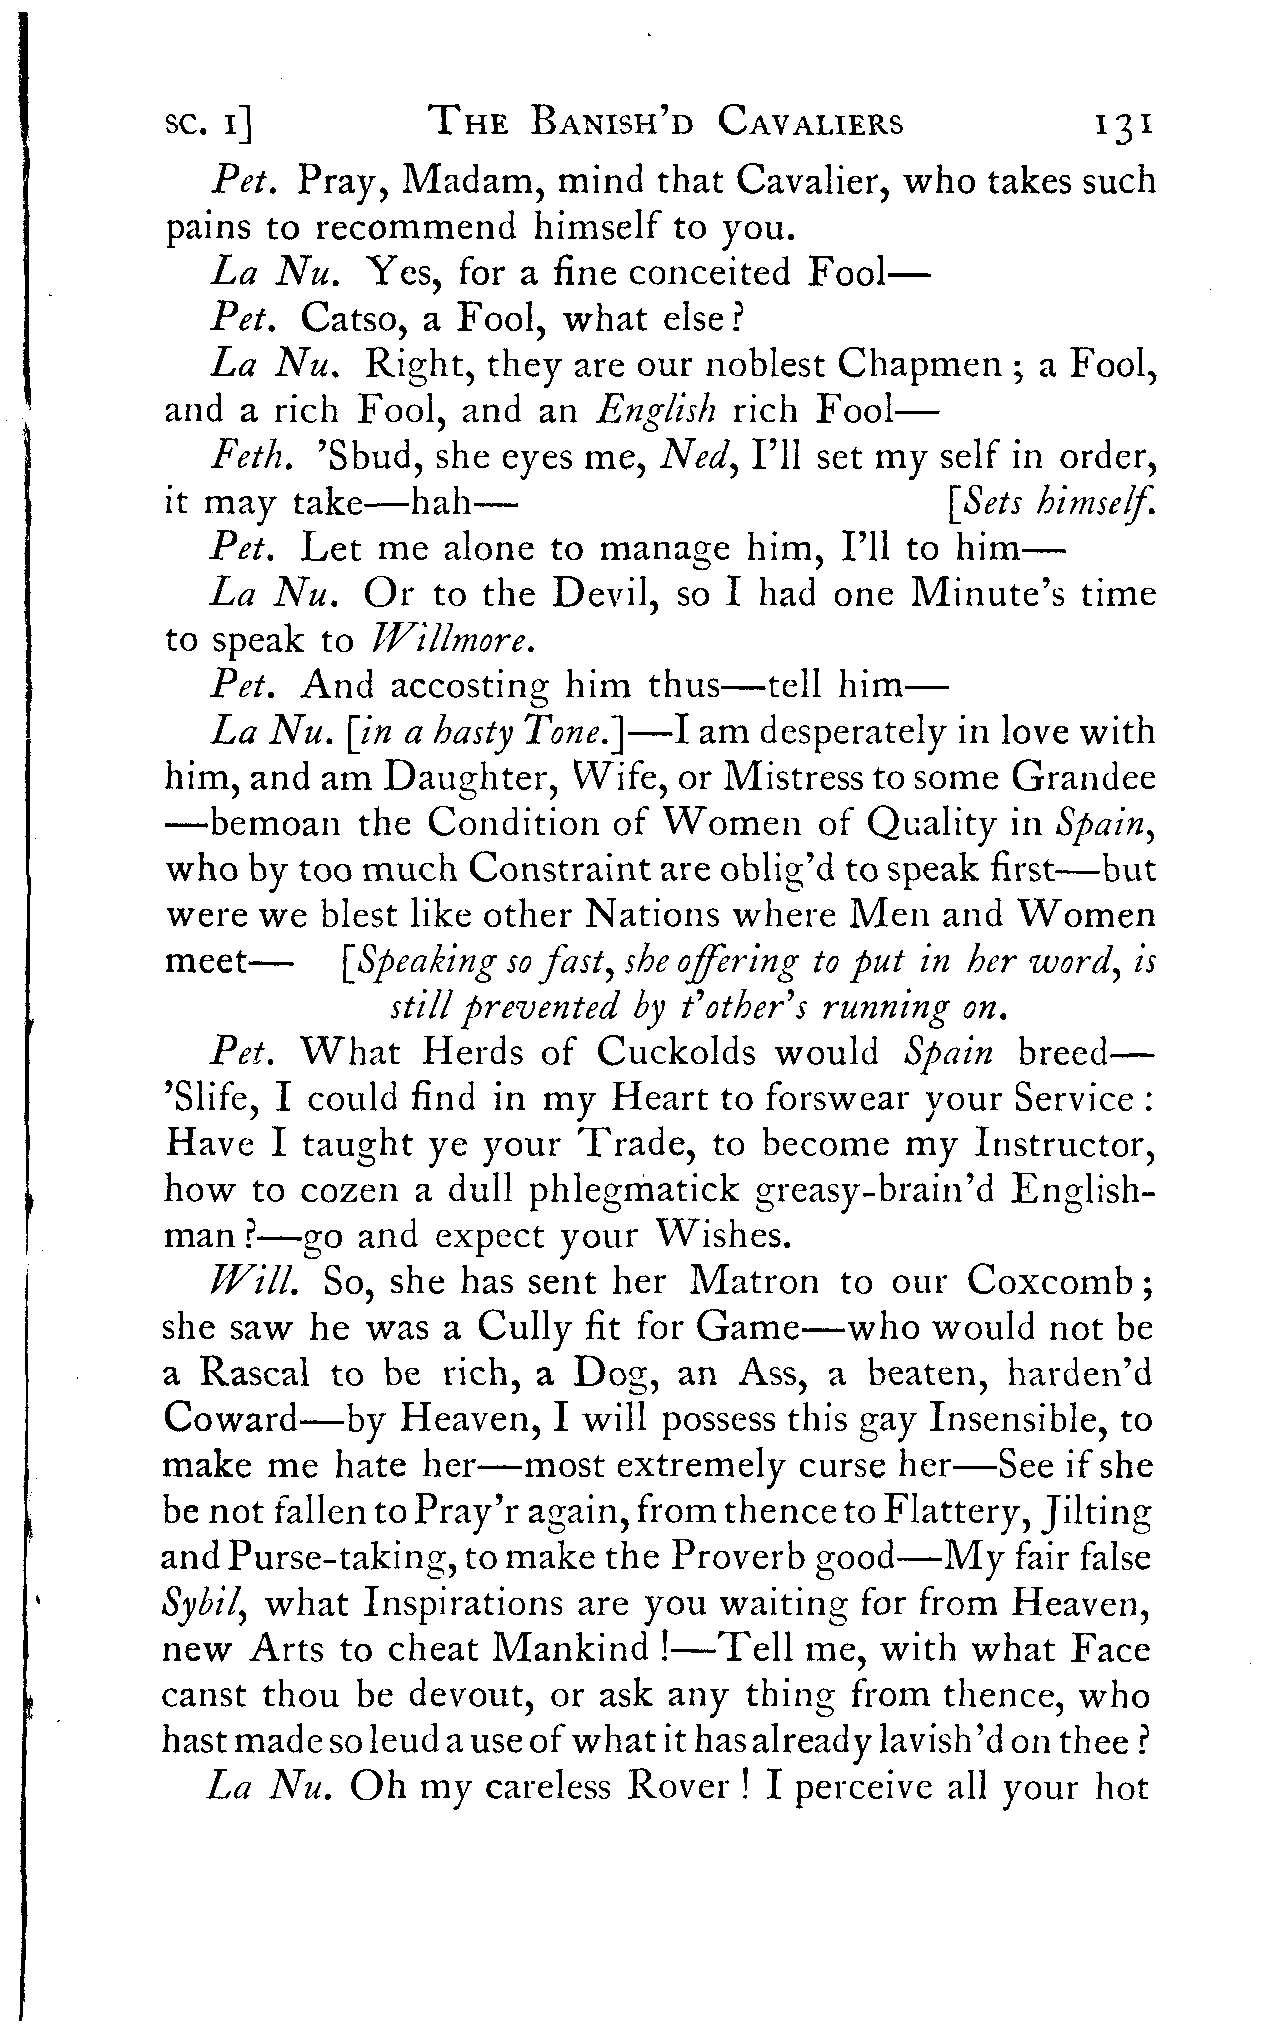 SC. I] THE BANISH'D CAVALIERS 131
Pet. Pray, Madam, mind that Cavalier, who takes such
pains to recommend himself to you.
La Nu. Yes, for a fine conceited Fool—
Pet. Catso, a Fool, what else?
La Nu. Right, they are our noblest Chapmen; a Fool,
and a rich Fool, and an English rich Fool—
Feth. 'Sbud, she eyes me, Ned, I'll set my self in order,
it may take—hah— [Sets himself.
Pet. Let me alone to manage him, I'll to him—
La Nu. Or to the Devil, so I had one Minute's time
to speak to Willmore.
Pet. And accosting him thus—tell him—
La Nu. [in a hasty Tone.]—I am desperately in love with
him, and am Daughter, Wife, or Mistress to some Grandee
—bemoan the Condition of Women of Quality in Spain,
who by too much Constraint are oblig'd to speak first—but
were we blest like other Nations where Men and Women
meet— [Speaking so fast, she offering to put in her word, is
still prevented by t'other's running on.
Pet. What Herds of Cuckolds would Spain breed—
'Slife, I could find in my Heart to forswear your Service:
Have I taught ye your Trade, to become my Instructor,
how to cozen a dull phlegmatick greasy-brain'd English-
man?—go and expect your Wishes.
Will. So, she has sent her Matron to our Coxcomb;
she saw he was a Cully fit for Game—who would not be
a Rascal to be rich, a Dog, an Ass, a beaten, harden'd
Coward—by Heaven, I will possess this gay Insensible, to
make me hate her—most extremely curse her—See if she
be not fallen to Pray'r again, from thence to Flattery, Jilting
and Purse-taking, to make the Proverb good—My fair false
Sybil, what Inspirations are you waiting for from Heaven,
new Arts to cheat Mankind!—Tell me, with what Face
canst thou be devout, or ask any thing from thence, who
hast made so leud a use of what it has already lavish'd on thee?
La Nu. Oh my careless Rover! I perceive all your hot